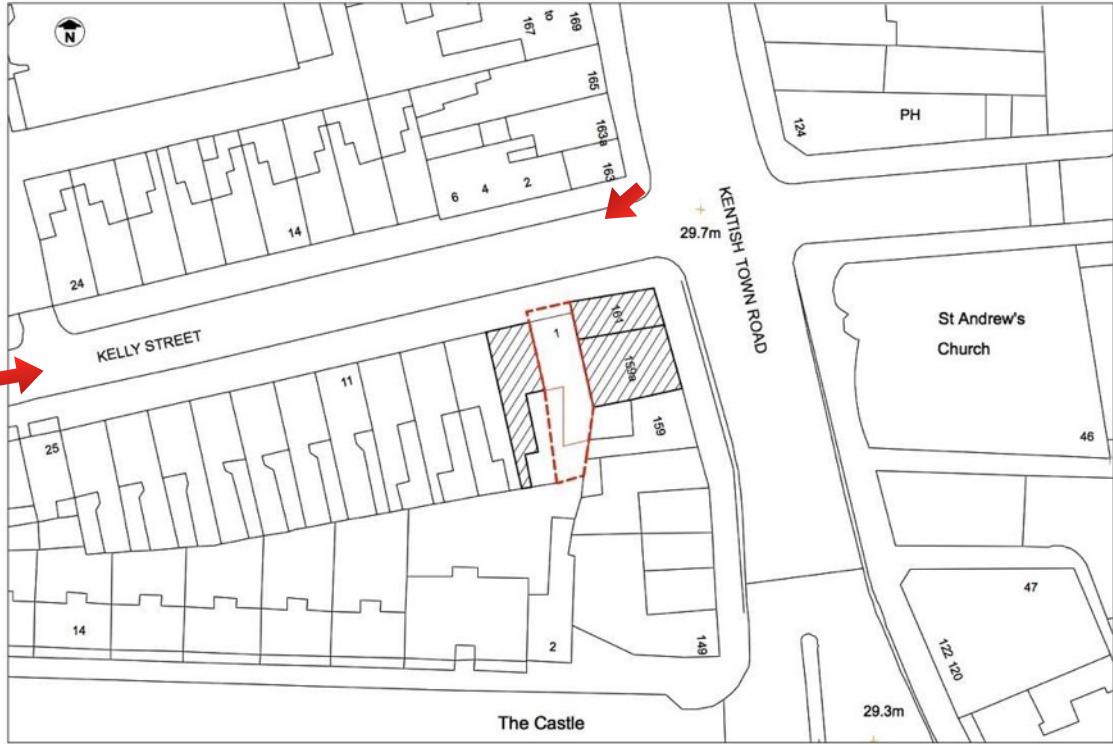 N
167
to
169
165
163a
163
6
4
2
14
24
124
PH
29.7m
KENTISH TOWN ROAD
KELLY STREET
1
161
159a
159
11
25
St Andrew's
Church
46
47
122 120
14
2
149
The Castle
29.3m